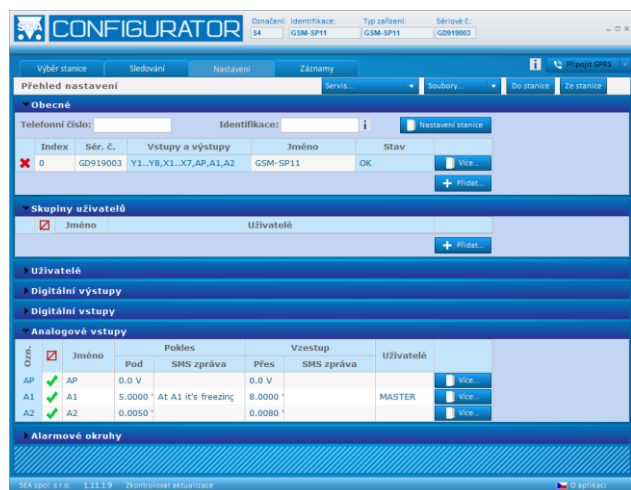 SEA CONFIGURATOR
Označení: Identifikace: Typ zařízení: Sériové č.:
S4 GSM-SP11 GSM-SP11 GD919003
Výběr stanice Sledování Nastavení Záznamy i Připojit GPRS
Přehled nastavení Servis... Soubory... Do stanice Ze stanice
Obecné
Telefonní číslo: Identifikace: i Nastavení stanice
Index Sér. č. Vstupy a výstupy Jméno Stav
0 GD919003 Y1..Y8,X1..X7,AP,A1,A2 GSM-SP11 OK Více...
Přidat...
Skupiny uživatelů
Jméno Uživatelé
Přidat...
Uživatelé
Digitální výstupy
Digitální vstupy
Analogové vstupy
Ozn. Jméno Pokles Vzestup Uživatelé
Pod SMS zpráva Přes SMS zpráva
AP AP 0.0 V 0.0 V Více...
A1 A1 5.0000 At A1 it's freezing 8.0000 MASTER Více...
A2 A2 0.0050 0.0080 Více...
Alarmové okruhy
SEA spol. s r.o. 1.11.1.9 Zkontrolovat aktualizace O aplikaci